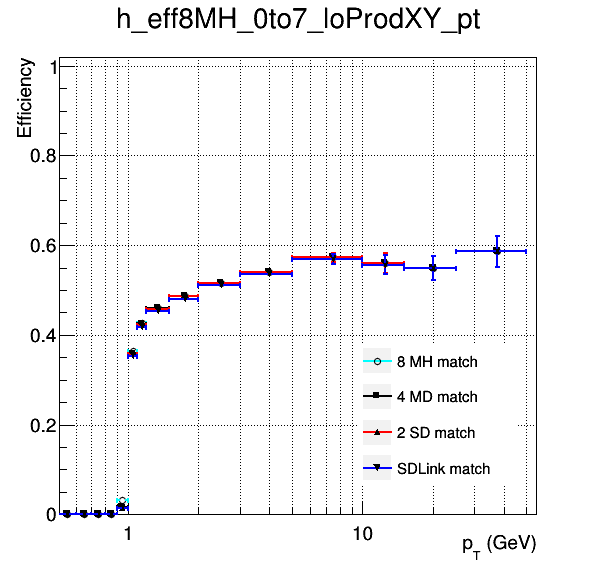 h_eff8MH_0to7_loProdXY_pt
Efficiency
1
0.8
0.6
0.4
0.2
0
8 MH match
4 MD match
2 SD match
SDLink match
1
10
pT (GeV)